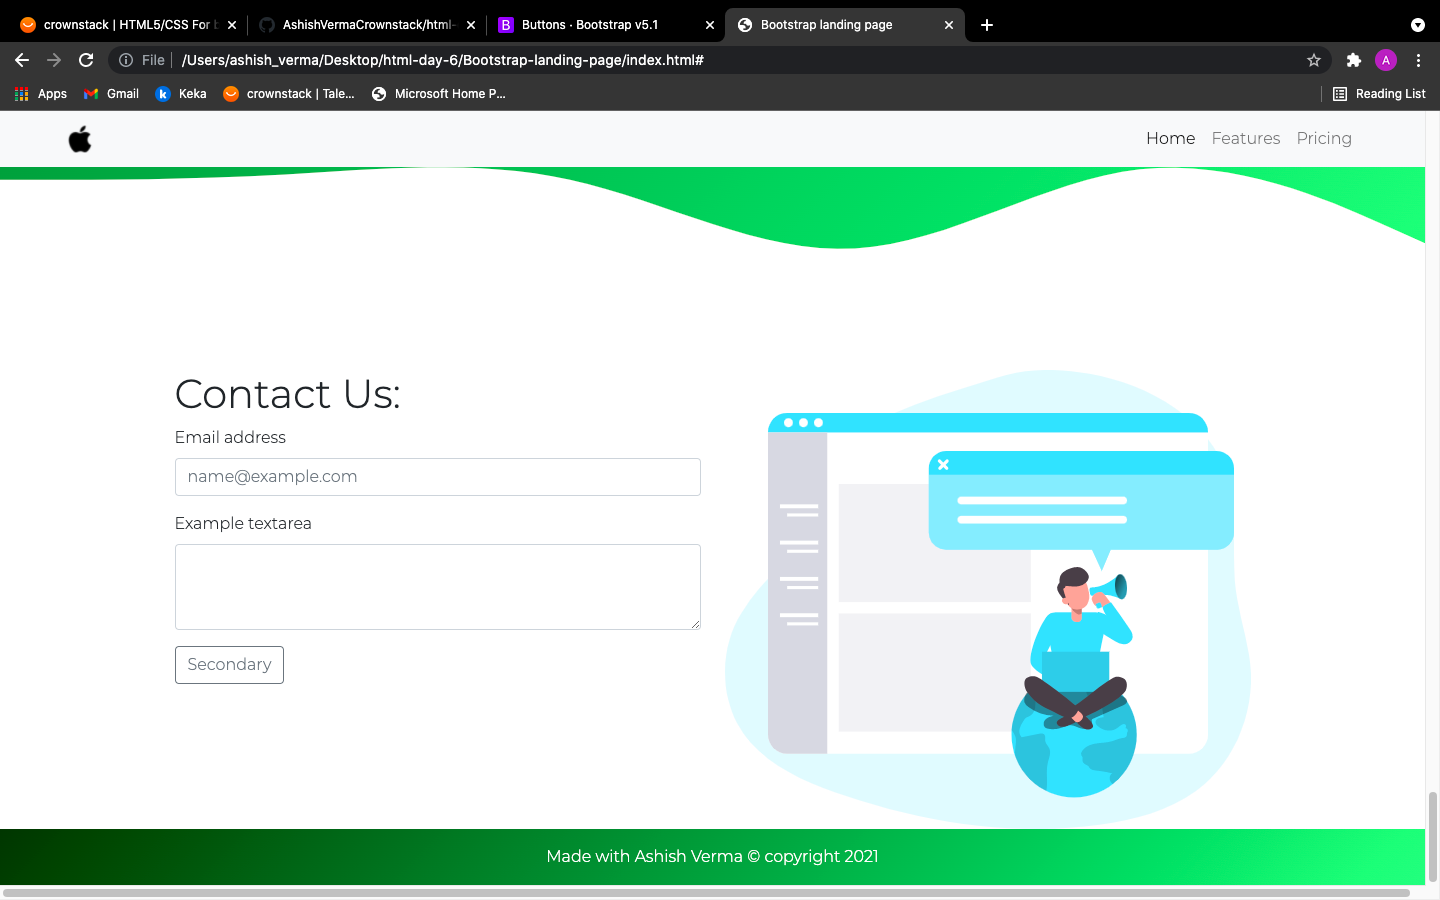 crownstack | HTML5/CSS For b
AshishVermaCrownstack/html-
B Buttons · Bootstrap v5.1
Bootstrap landing page
File | /Users/ashish_verma/Desktop/html-day-6/Bootstrap-landing-page/index.html#
A
Apps Gmail k Keka crownstack | Tale... Microsoft Home P... Reading List
Home Features Pricing
Contact Us:
Email address
name@example.com
Example textarea
Secondary
Made with Ashish Verma © copyright 2021